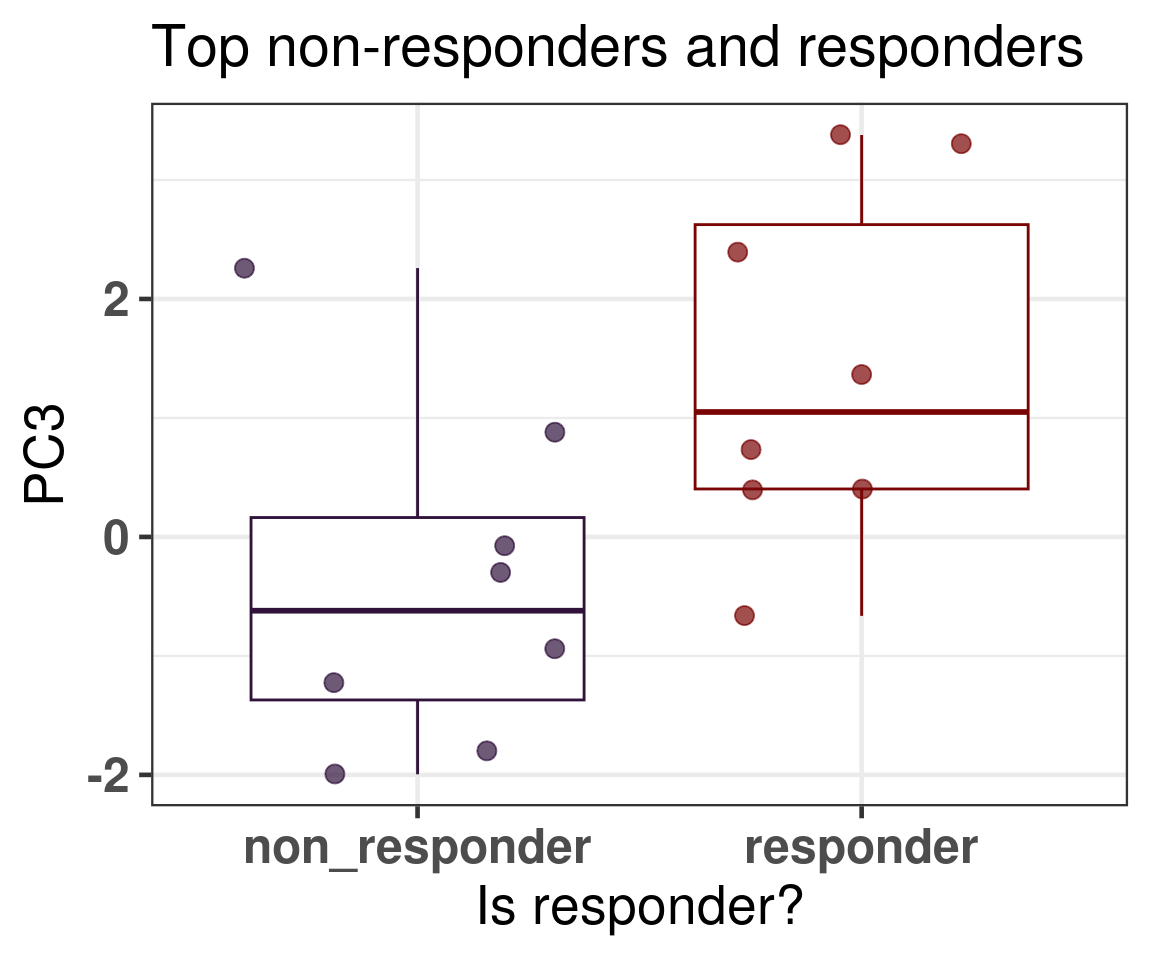 Top non-responders and responders
PC3
2
0
-2
non_responder responder
Is responder?